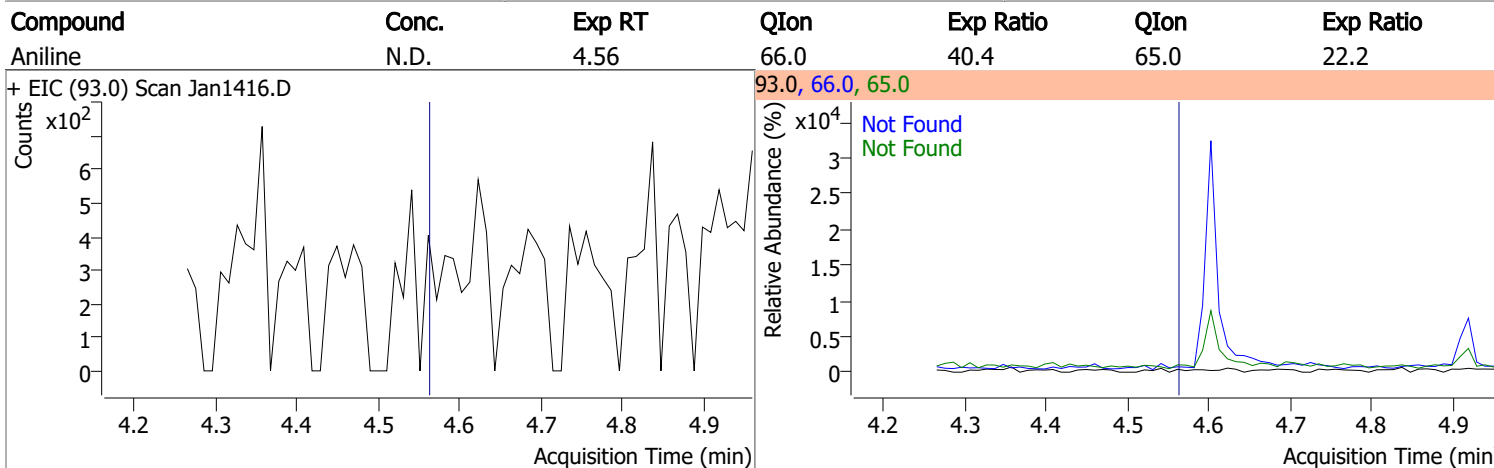 Compound Conc. Exp RT QIon Exp Ratio QIon Exp Ratio
Aniline N.D. 4.56 66.0 40.4 65.0 22.2
+ EIC (93.0) Scan Jan1416.D
Counts
x10²
6
5
4
3
2
1
0
4.2 4.3 4.4 4.5 4.6 4.7 4.8 4.9
Acquisition Time (min)
93.0, 66.0, 65.0
Relative Abundance (%)
x10⁴
Not Found
Not Found
3
2.5
2
1.5
1
0.5
0
4.2 4.3 4.4 4.5 4.6 4.7 4.8 4.9
Acquisition Time (min